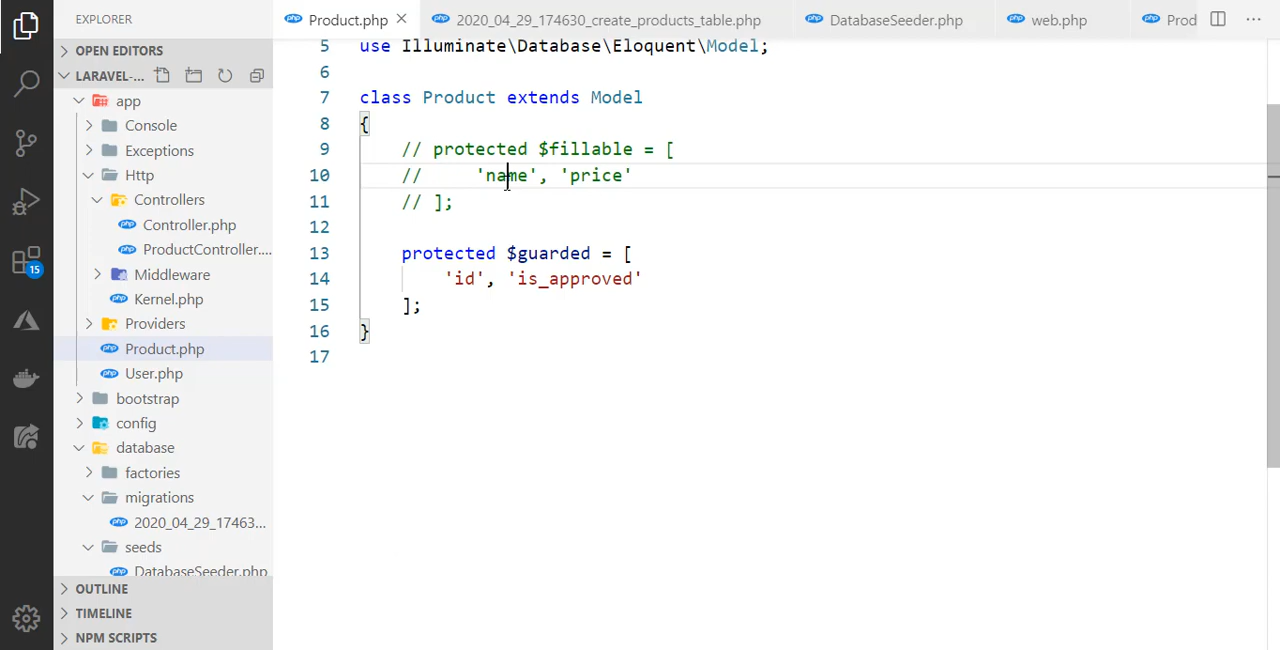 EXPLORER
OPEN EDITORS
LARAVEL-...
app
Console
Exceptions
Http
Controllers
Controller.php
ProductController....
Middleware
Kernel.php
Providers
Product.php
User.php
bootstrap
config
database
factories
migrations
2020_04_29_17463...
seeds
DatabaseSeeder.php
OUTLINE
TIMELINE
NPM SCRIPTS
15
Product.php 2020_04_29_174630_create_products_table.php DatabaseSeeder.php web.php Prod
5 use Illuminate\Database\Eloquent\Model;
6
7 class Product extends Model
8 {
9 // protected $fillable = [
10 // 'name', 'price'
11 // ];
12
13 protected $guarded = [
14 'id', 'is_approved'
15 ];
16 }
17